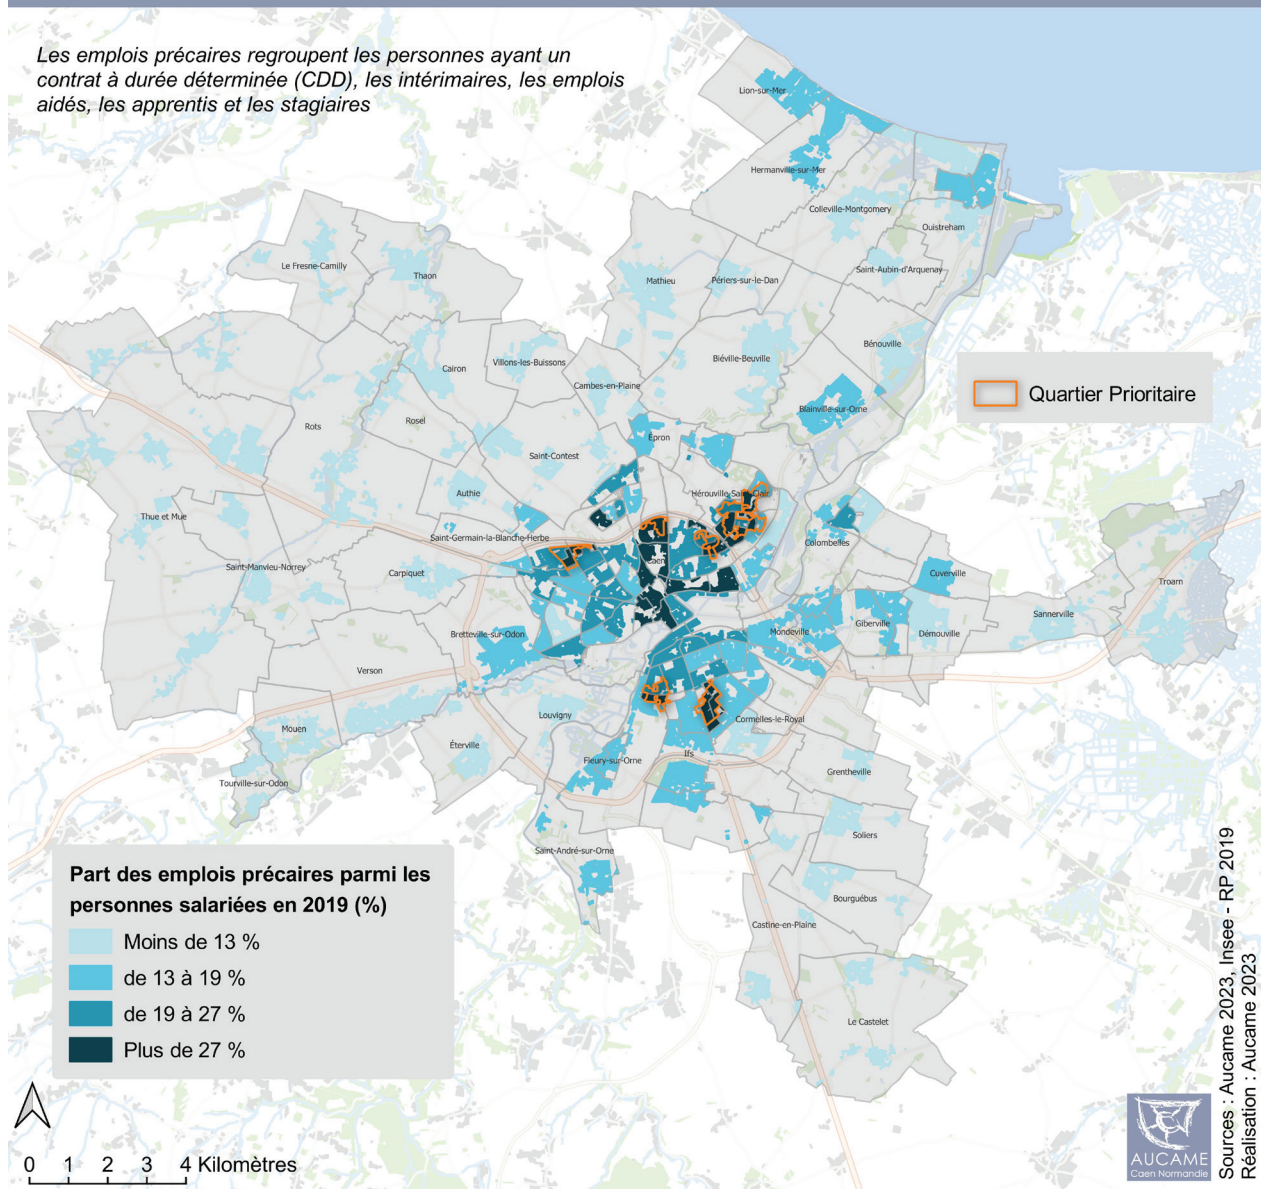 Les emplois précaires regroupent les personnes ayant un
contrat à durée déterminée (CDD), les intérimaires, les emplois
aidés, les apprentis et les stagiaires
Lion-sur-Mer
Hermanville-sur-Mer
Colleville-Montgomery
Ouistreham
Le Fresne-Camilly
Thaon
Mathieu
Périers-sur-le-Dan
Saint-Aubin-d'Arquenay
Cairon
Villons-les-Buissons
Cambes-en-Plaine
Biéville-Beuville
Bénouville
Quartier Prioritaire
Blainville-sur-Orne
Rots
Rosel
Épron
Saint-Contest
Authie
Hérouville-Saint-Clair
Thue et Mue
Saint-Germain-la-Blanche-Herbe
Colombelles
Caen
Saint-Manvieu-Norrey
Carpiquet
Cuverville
Troarn
Sannerville
Bretteville-sur-Odon
Mondeville
Giberville
Démouville
Verson
Louvigny
Cormelles-le-Royal
Mouen
Éterville
Ifs
Fleury-sur-Orne
Grentheville
Tourville-sur-Odon
Soliers
Saint-André-sur-Orne
Bourguébus
Castine-en-Plaine
Le Castelet
Part des emplois précaires parmi les
personnes salariées en 2019 (%)
Moins de 13 %
de 13 à 19 %
de 19 à 27 %
Plus de 27 %
0 1 2 3 4 Kilomètres
AUCAME
Caen Normandie
Sources : Aucame 2023, Insee - RP 2019
Réalisation : Aucame 2023